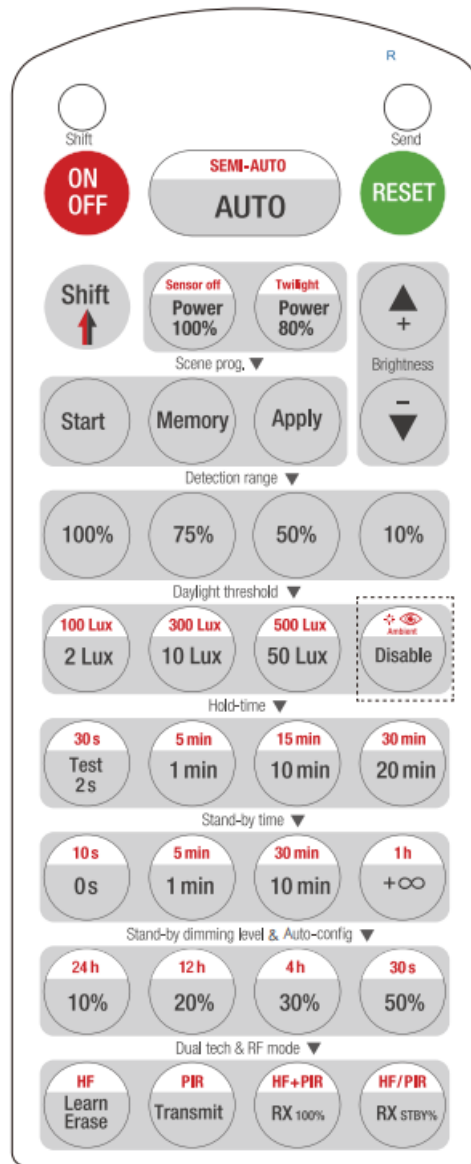 R
Shift
Send
ON
OFF
SEMI-AUTO
AUTO
RESET
Shift
Sensor off
Power
100%
Twilight
Power
80%
+
Scene prog.
Brightness
Start
Memory
Apply
−
Detection range
100%
75%
50%
10%
Daylight threshold
100 Lux
2 Lux
300 Lux
10 Lux
500 Lux
50 Lux
Ambient
Disable
Hold-time
30 s
Test
2 s
5 min
1 min
15 min
10 min
30 min
20 min
Stand-by time
10 s
0 s
5 min
1 min
30 min
10 min
1 h
+∞
Stand-by dimming level & Auto-config
24 h
10%
12 h
20%
4 h
30%
30 s
50%
Dual tech & RF mode
HF
Learn
Erase
PIR
Transmit
HF+PIR
RX 100%
HF/PIR
RX STBY%